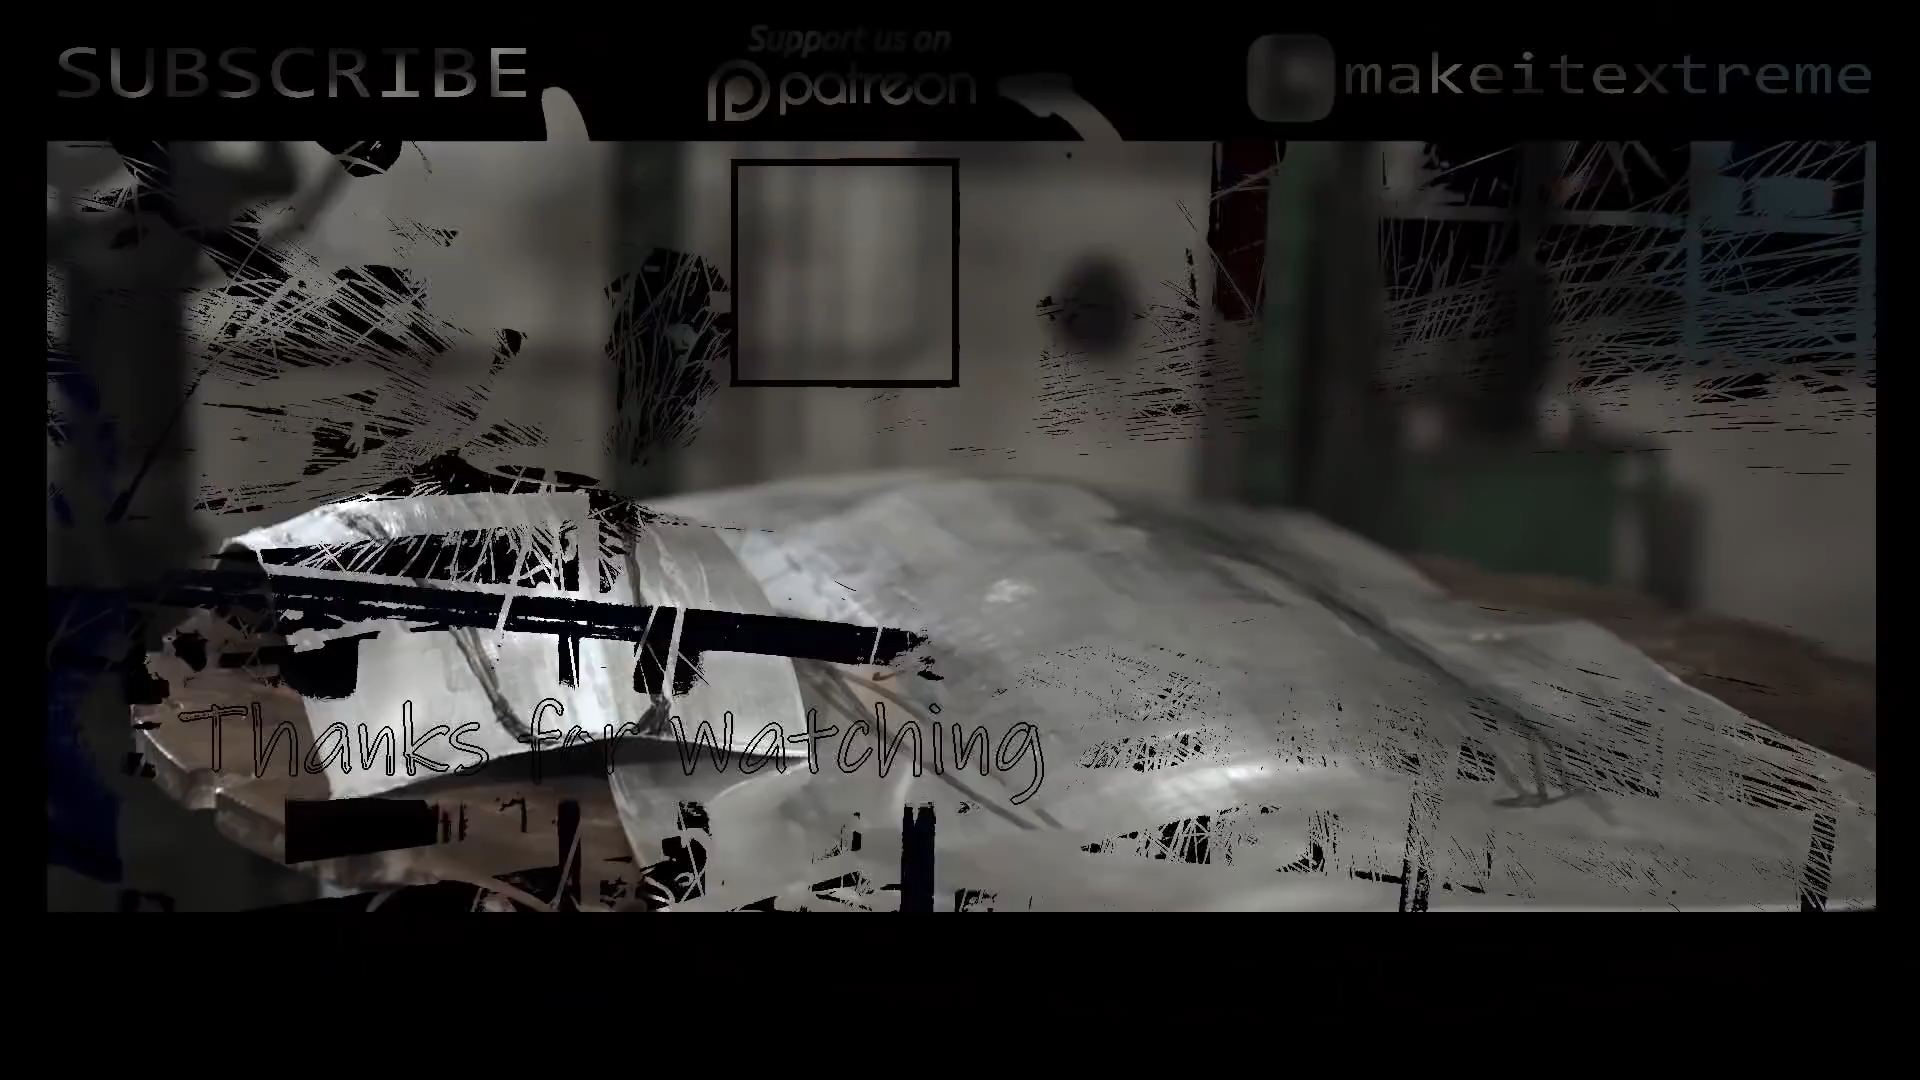 SUBSCRIBE
Support us on
patreon
makeitextreme
Thanks for watching